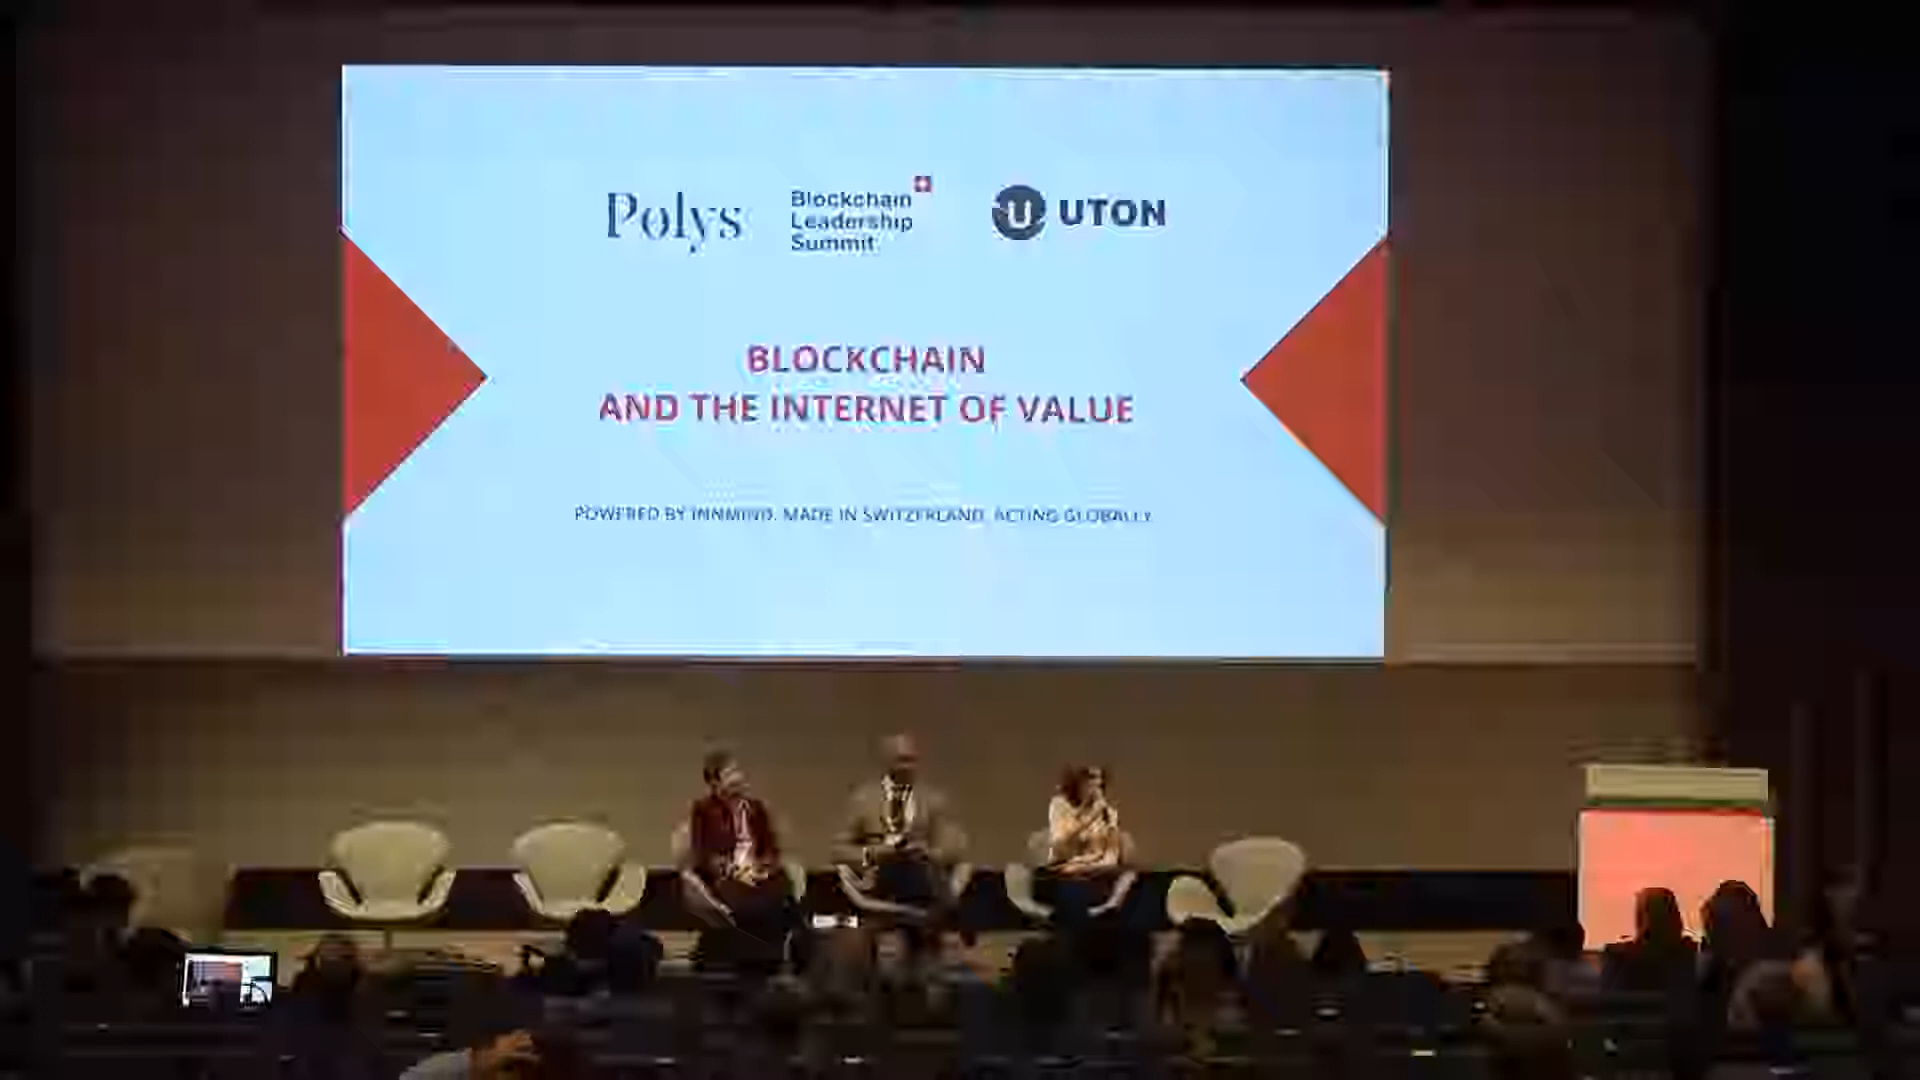 Polys
Blockchain
Leadership
Summit
U UTON
BLOCKCHAIN
AND THE INTERNET OF VALUE
POWERED BY INNMIND. MADE IN SWITZERLAND. ACTING GLOBALLY